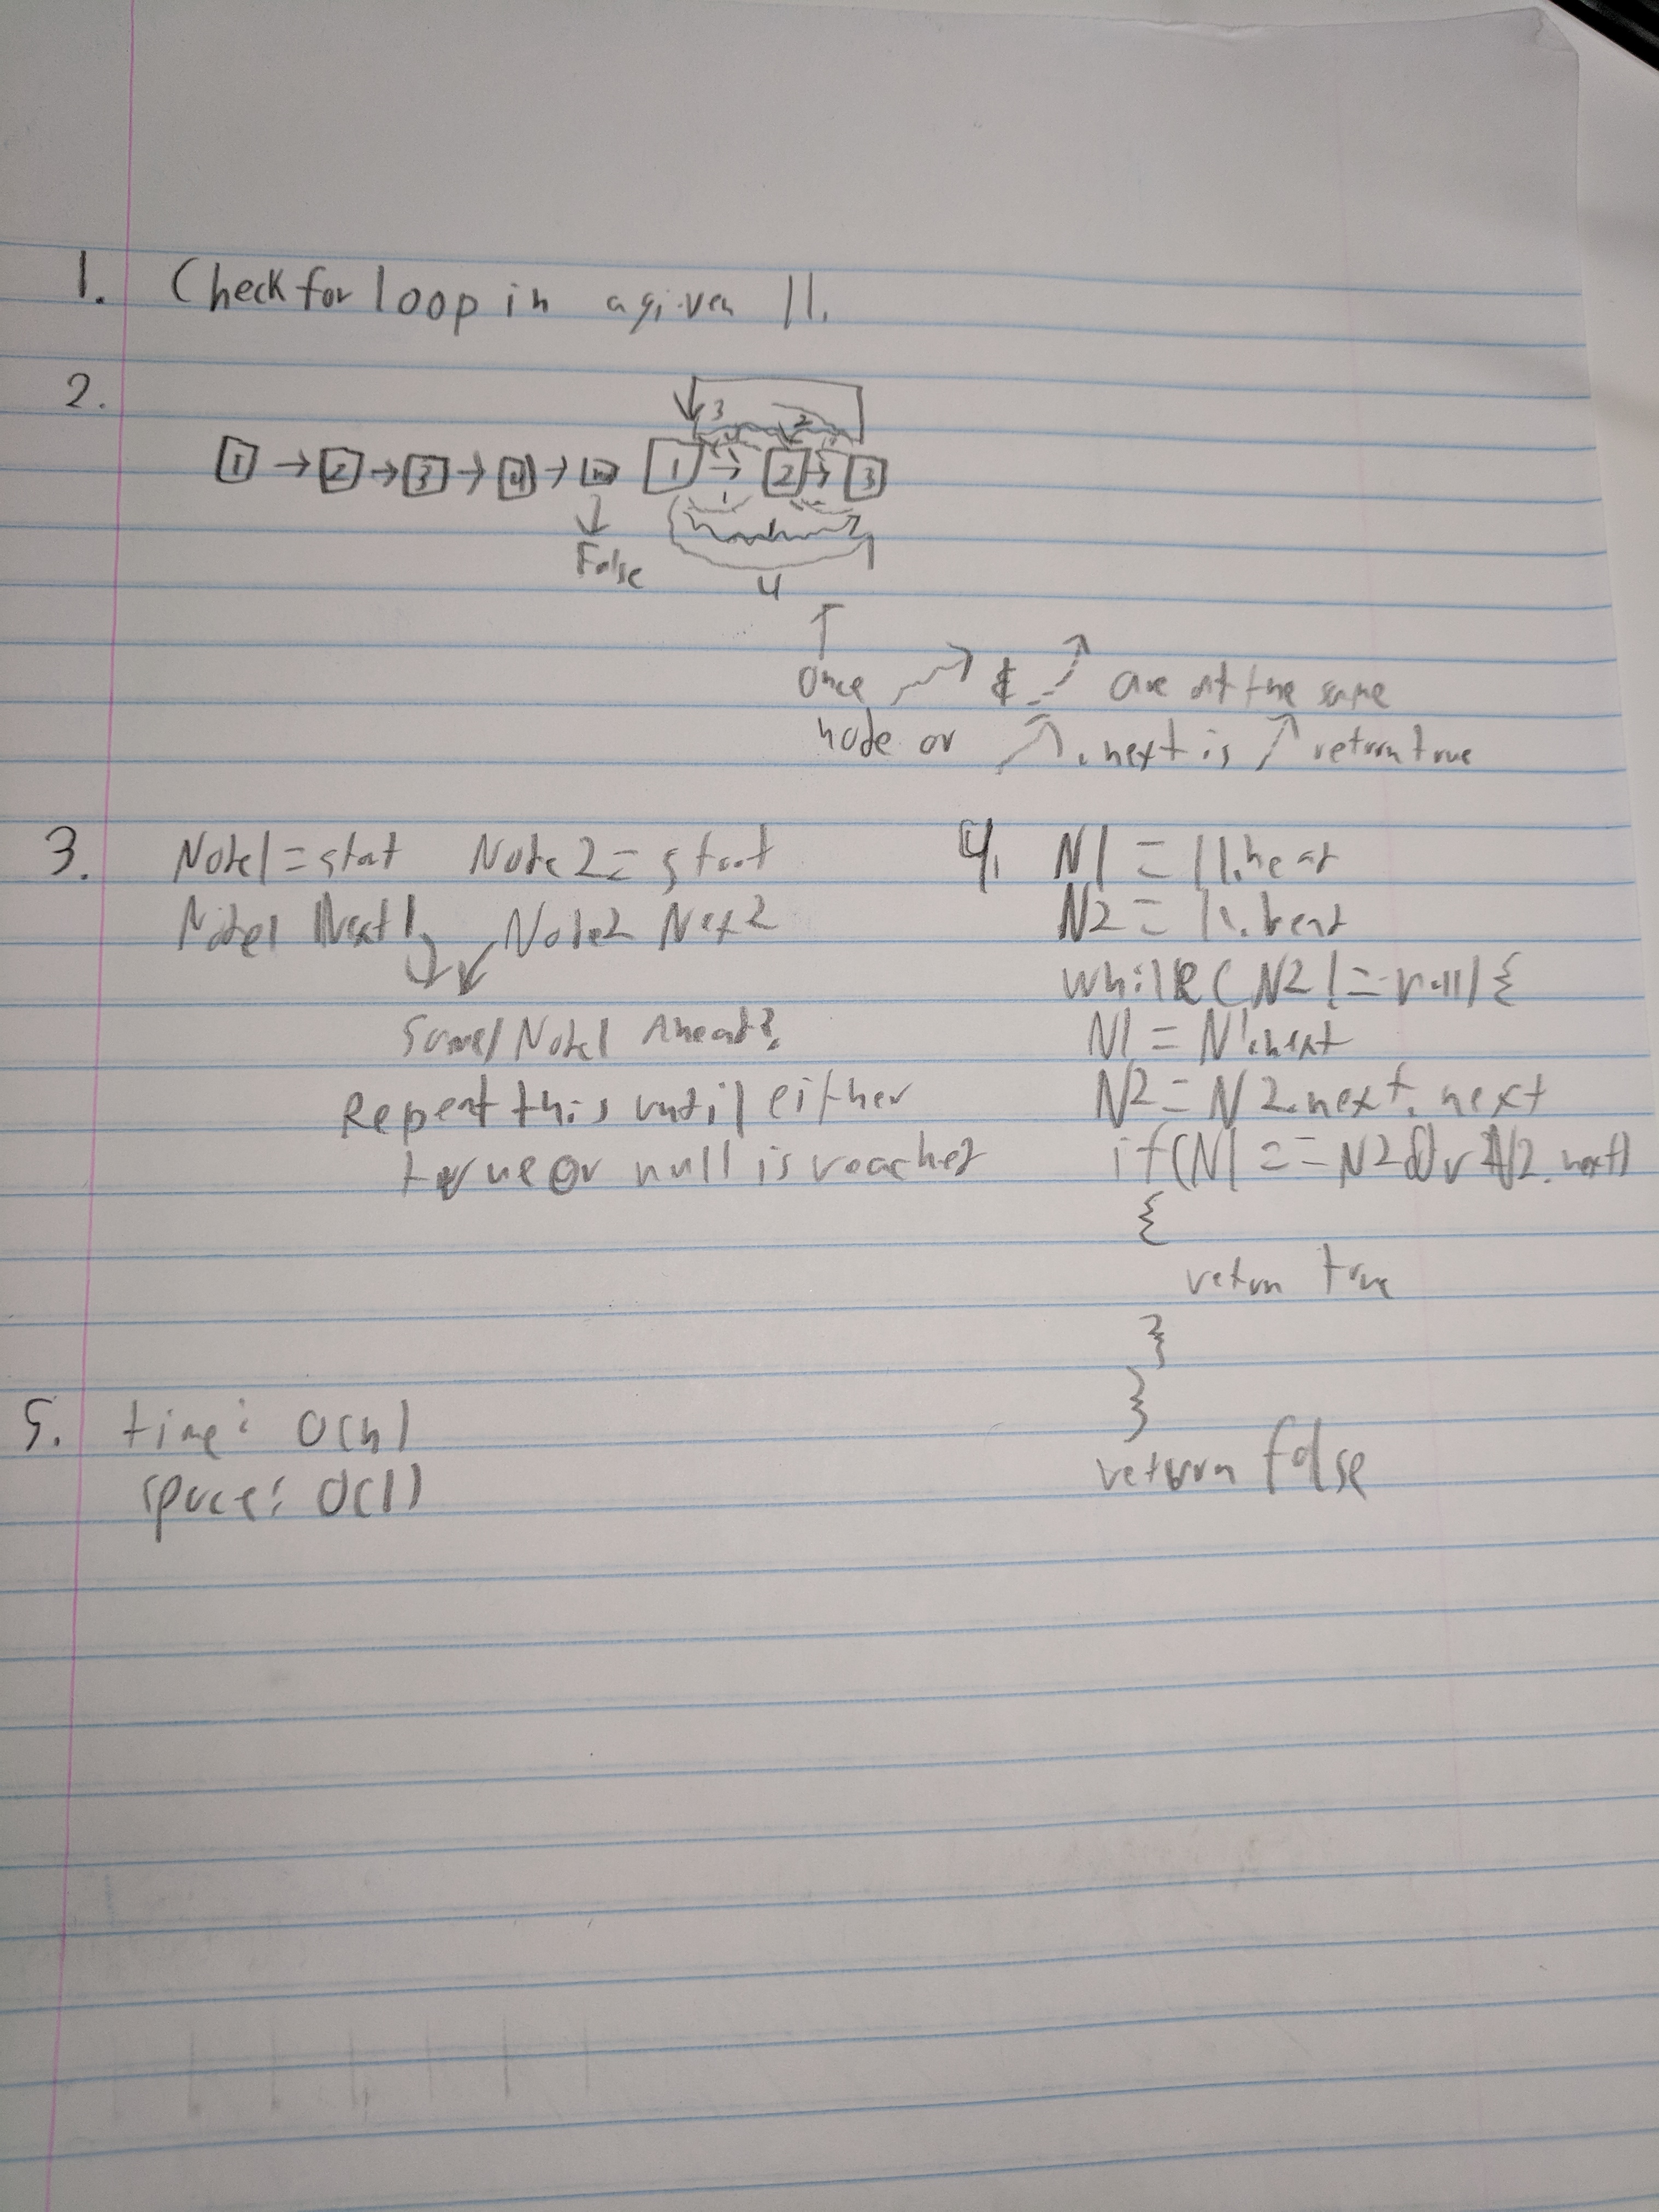 1. Check for loop in a given ll.
2.
3 2
1 → 2 → 3 → 4 → 1 → 2 → 3
1
False
4
Once & are at the same
node or .next is return true
3. Node1 = start Node2 = start
Node1 Next1 Node2 Nex2
Same/Node1 Ahead?
Repeat this until either
true or null is reached
4. N1 = ll.head
N2 = ll.head
while (N2 != null) {
N1 = N1.next
N2 = N2.next.next
if (N1 == N2 Or N2.next)
{
return true
}
}
return false
5. time: O(n)
space: O(1)